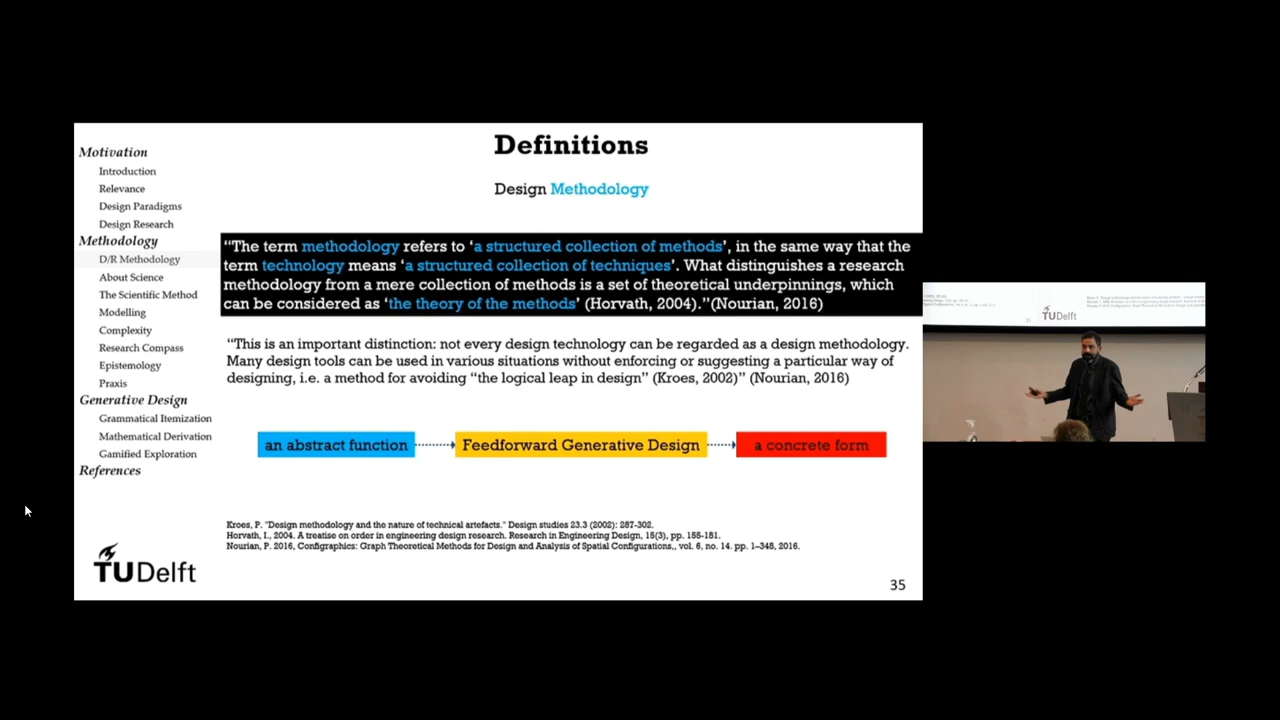 Motivation
Introduction
Relevance
Design Paradigms
Design Research
Methodology
D/R Methodology
About Science
The Scientific Method
Modelling
Complexity
Research Compass
Epistemology
Praxis
Generative Design
Grammatical Itemization
Mathematical Derivation
Gamified Exploration
References
TUDelft
Definitions
Design Methodology
“The term methodology refers to ‘a structured collection of methods’, in the same way that the
term technology means ‘a structured collection of techniques’. What distinguishes a research
methodology from a mere collection of methods is a set of theoretical underpinnings, which
can be considered as ‘the theory of the methods’ (Horvath, 2004).”(Nourian, 2016)
“This is an important distinction: not every design technology can be regarded as a design methodology.
Many design tools can be used in various situations without enforcing or suggesting a particular way of
designing, i.e. a method for avoiding “the logical leap in design” (Kroes, 2002)” (Nourian, 2016)
an abstract function
Feedforward Generative Design
a concrete form
Kroes, P. "Design methodology and the nature of technical artefacts." Design studies 23.3 (2002): 287-302.
Horvath, I., 2004. A treatise on order in engineering design research. Research in Engineering Design, 15(3), pp. 155-181.
Nourian, P. 2016, Configraphics: Graph Theoretical Methods for Design and Analysis of Spatial Configurations,, vol. 6, no. 14. pp. 1–348, 2016.
35
TUDelft